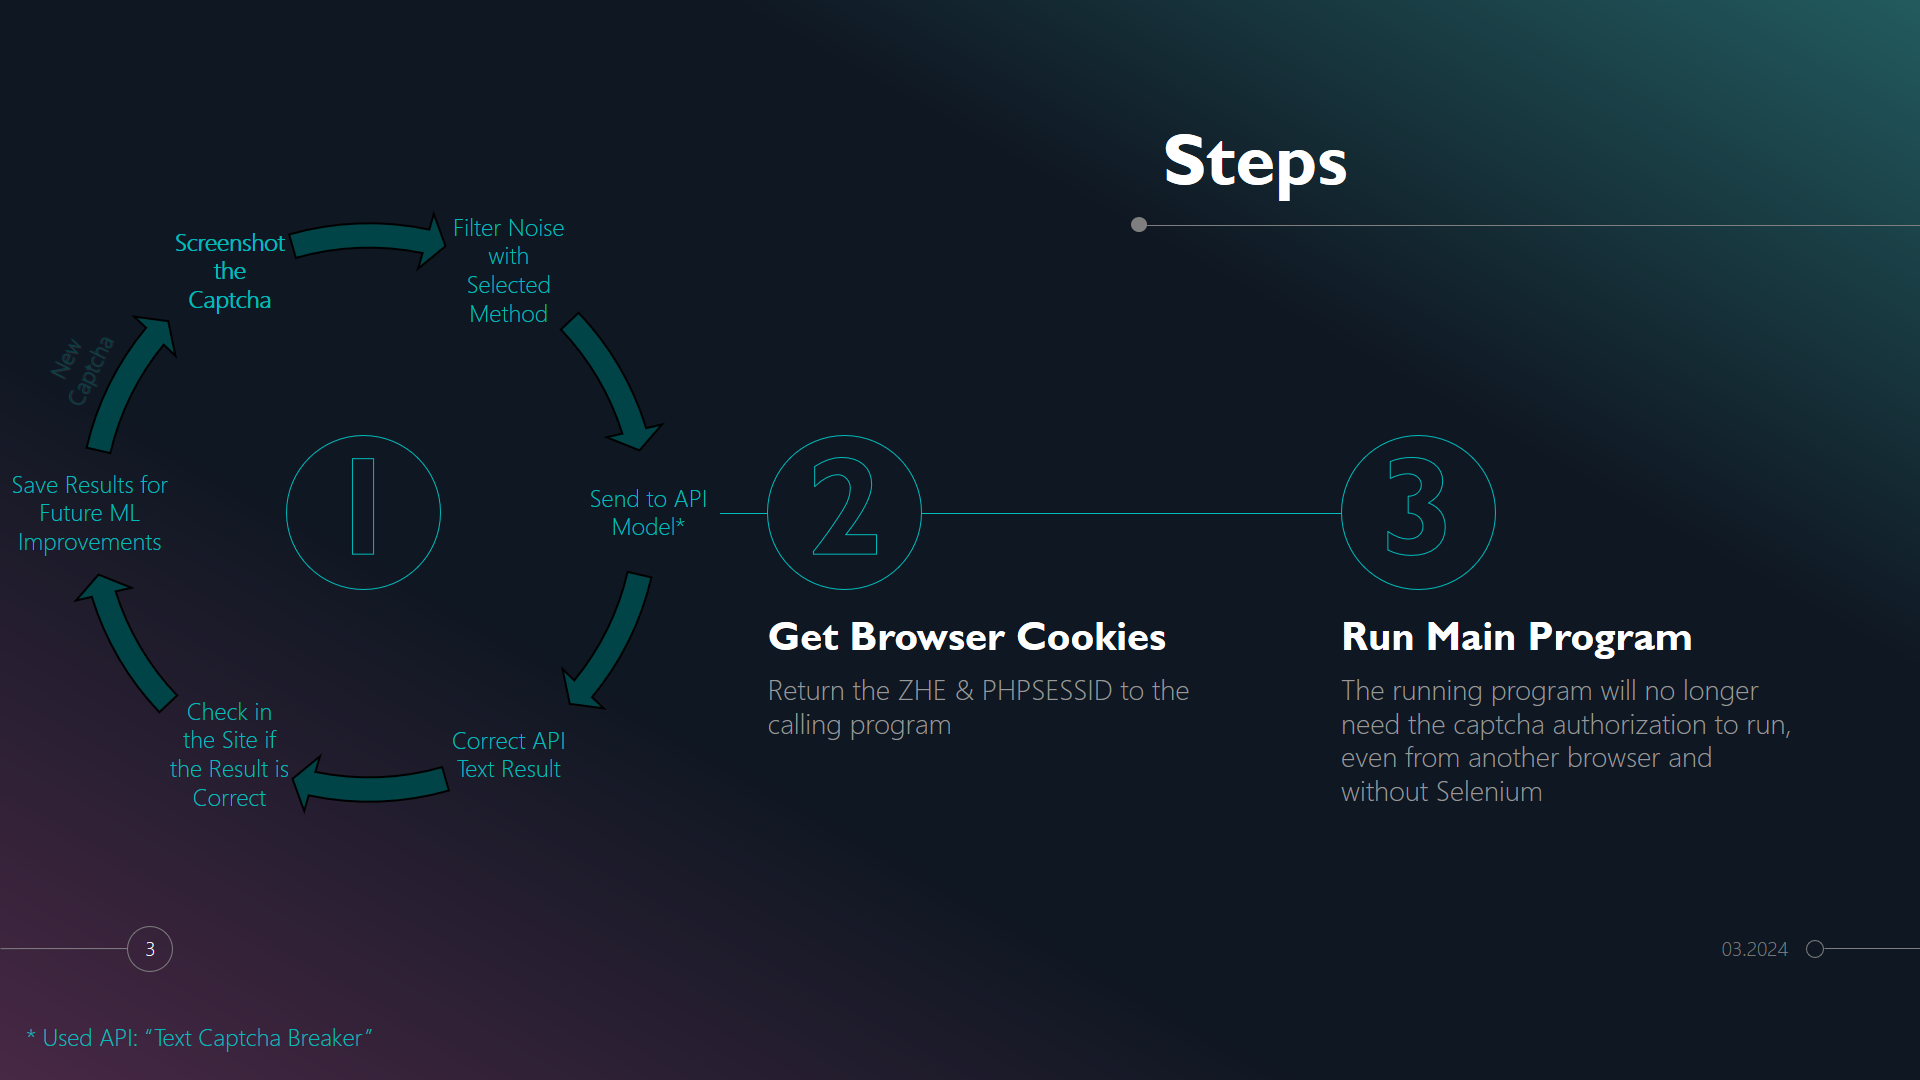 Steps
Screenshot
the
Captcha
Filter Noise
with
Selected
Method
New
Captcha
1
Save Results for
Future ML
Improvements
Send to API
Model*
Check in
the Site if
the Result is
Correct
Correct API
Text Result
2
Get Browser Cookies
Return the ZHE & PHPSESSID to the
calling program
3
Run Main Program
The running program will no longer
need the captcha authorization to run,
even from another browser and
without Selenium
3
03.2024
* Used API: “Text Captcha Breaker”